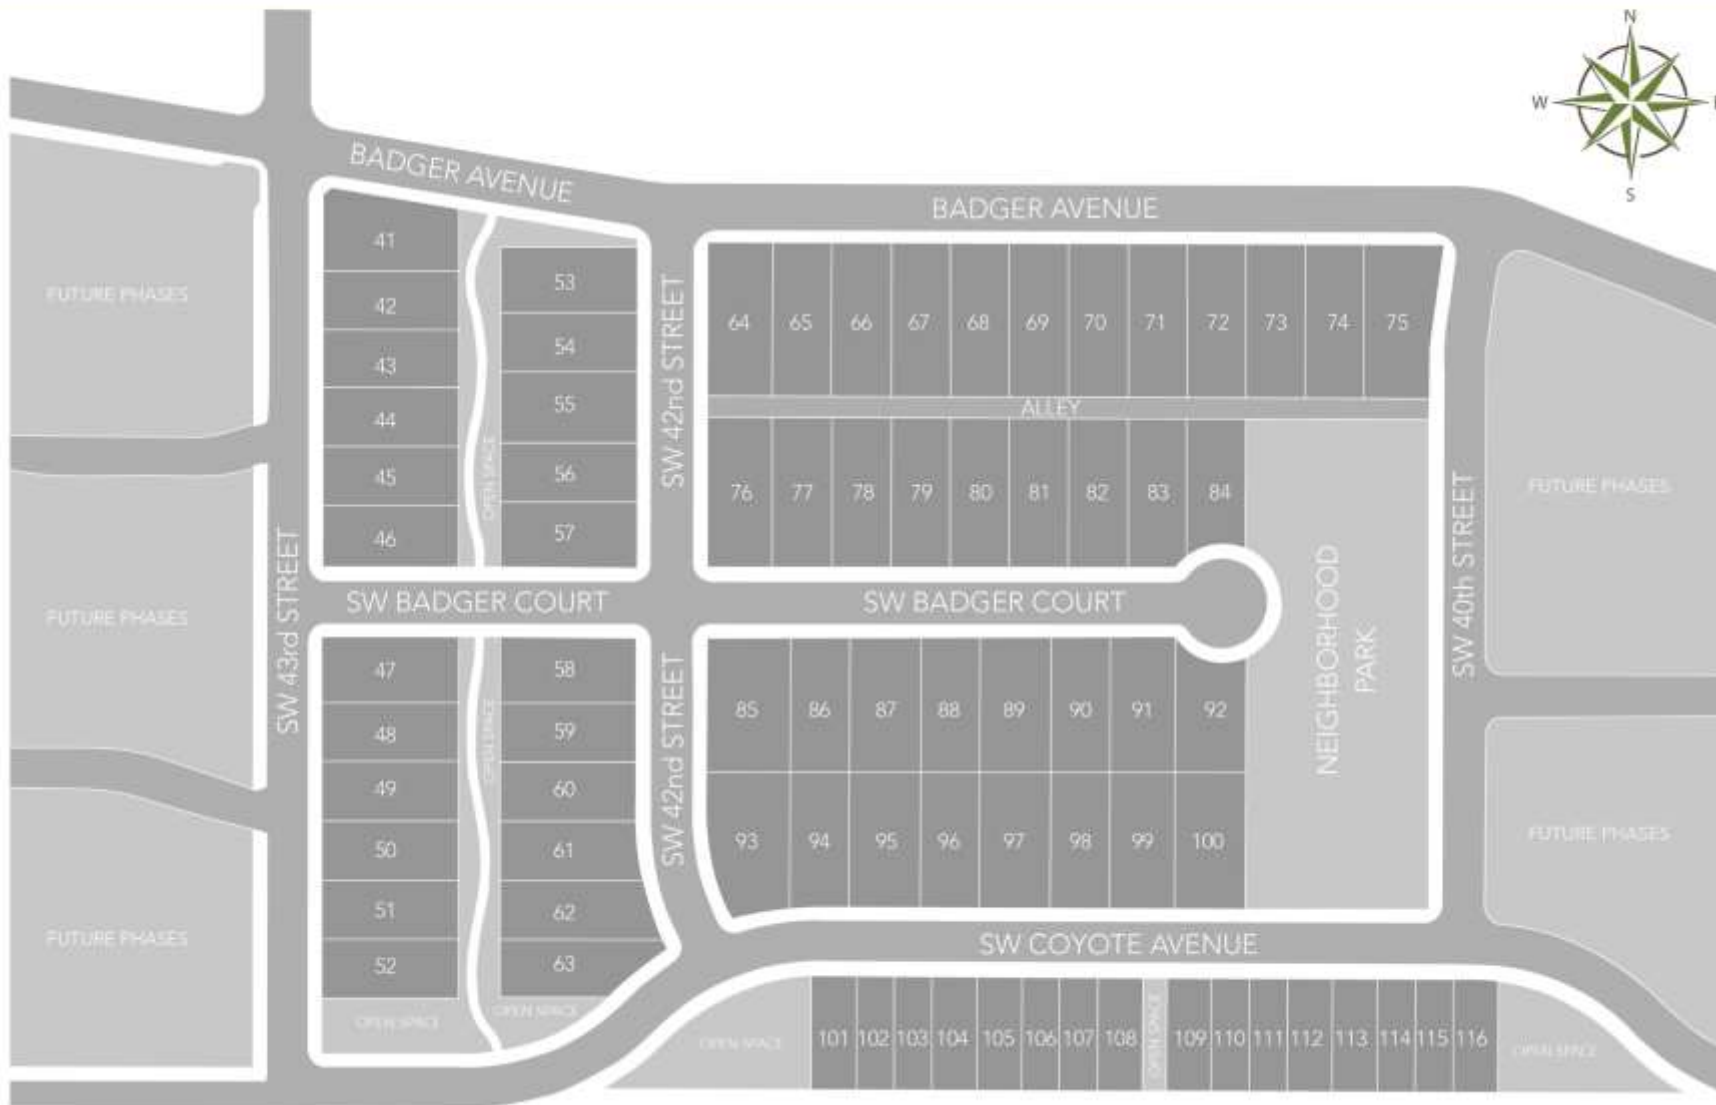 N
W
S
BADGER AVENUE
BADGER AVENUE
FUTURE PHASES
FUTURE PHASES
FUTURE PHASES
FUTURE PHASES
FUTURE PHASES
SW 43rd STREET
41
42
43
44
45
46
OPEN SPACE
53
54
55
56
57
SW 42nd STREET
64 65 66 67 68 69 70 71 72 73 74 75
ALLEY
76 77 78 79 80 81 82 83 84
SW BADGER COURT
SW BADGER COURT
NEIGHBORHOOD
PARK
SW 40th STREET
47
48
49
50
51
52
OPEN SPACE
OPEN SPACE
58
59
60
61
62
63
OPEN SPACE
SW 42nd STREET
85 86 87 88 89 90 91 92
93 94 95 96 97 98 99 100
SW COYOTE AVENUE
OPEN SPACE
101 102 103 104 105 106 107 108
OPEN SPACE
109 110 111 112 113 114 115 116
OPEN SPACE